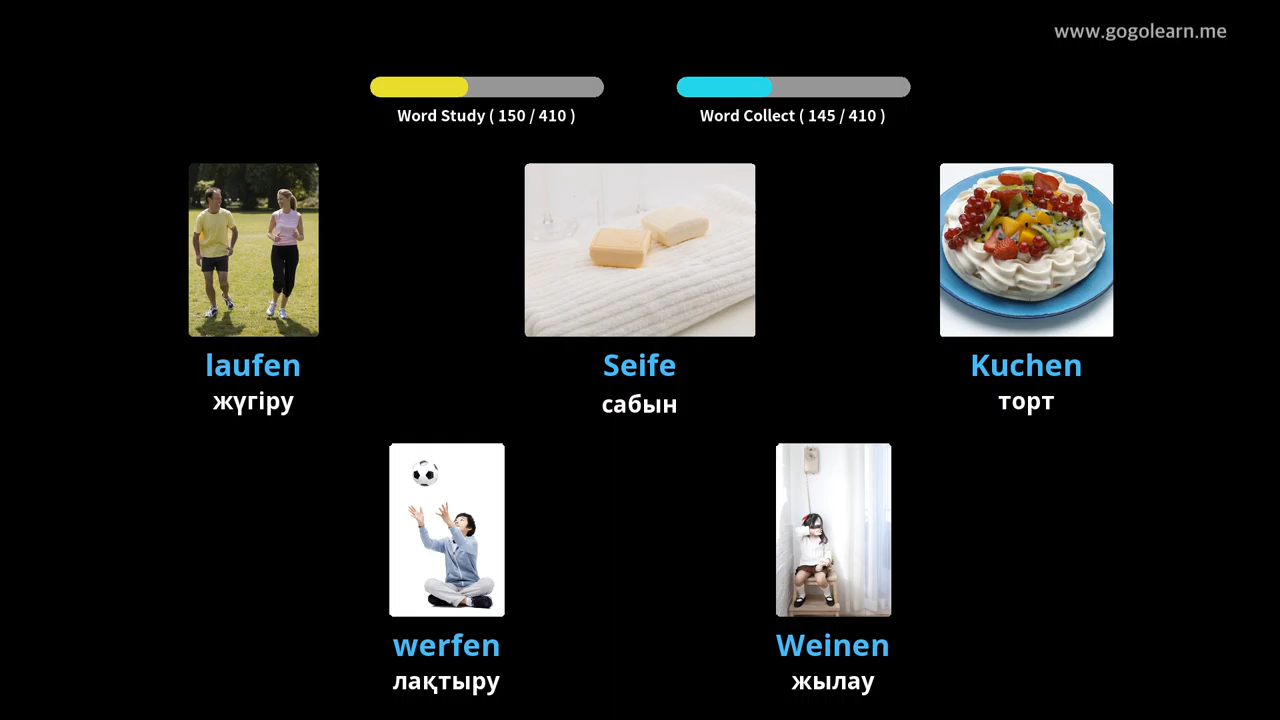 www.gogolearn.me
Word Study ( 150 / 410 )
Word Collect ( 145 / 410 )
laufen
жүгіру
Seife
сабын
Kuchen
торт
werfen
лақтыру
Weinen
жылау